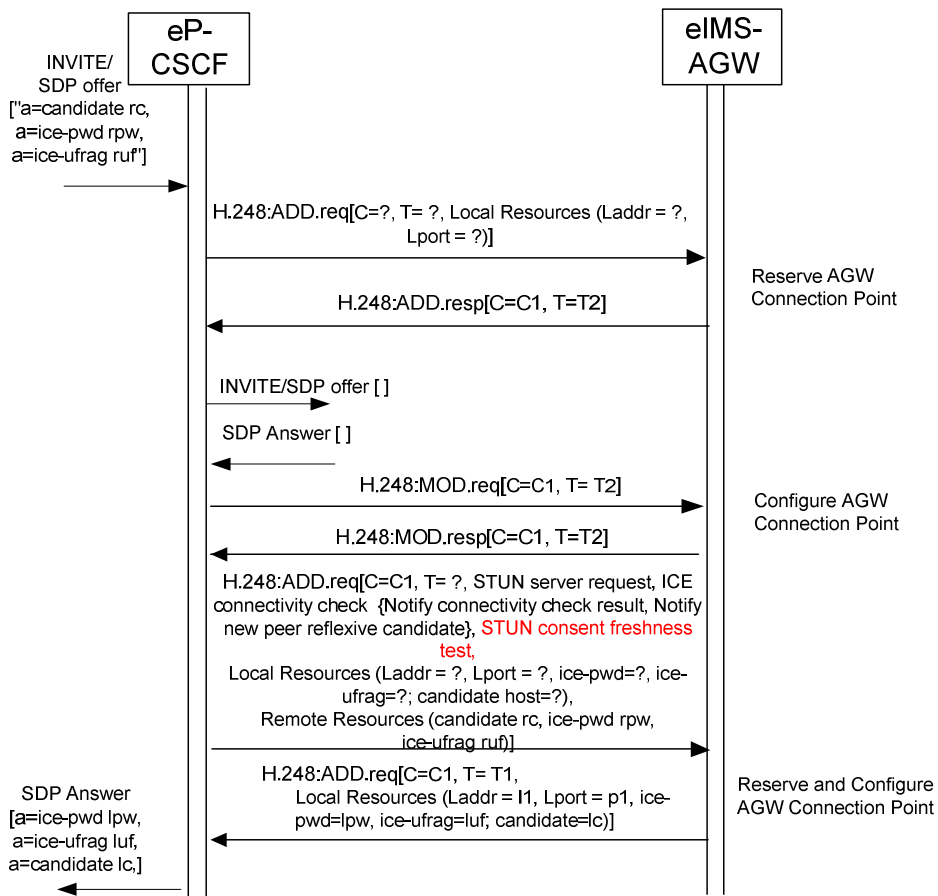 eP-
CSCF
eIMS-
AGW
INVITE/
SDP offer
["a=candidate rc,
a=ice-pwd rpw,
a=ice-ufrag ruf"]
H.248:ADD.req[C=?, T= ?, Local Resources (Laddr = ?,
Lport = ?)]
Reserve AGW
Connection Point
H.248:ADD.resp[C=C1, T=T2]
INVITE/SDP offer [ ]
SDP Answer [ ]
H.248:MOD.req[C=C1, T= T2]
Configure AGW
Connection Point
H.248:MOD.resp[C=C1, T=T2]
H.248:ADD.req[C=C1, T= ?, STUN server request, ICE
connectivity check {Notify connectivity check result, Notify
new peer reflexive candidate}, STUN consent freshness
test,
Local Resources (Laddr = ?, Lport = ?, ice-pwd=?, ice-
ufrag=?; candidate host=?),
Remote Resources (candidate rc, ice-pwd rpw,
ice-ufrag ruf)]
H.248:ADD.req[C=C1, T= T1,
Local Resources (Laddr = l1, Lport = p1, ice-
pwd=lpw, ice-ufrag=luf; candidate=lc)]
Reserve and Configure
AGW Connection Point
SDP Answer
[a=ice-pwd lpw,
a=ice-ufrag luf,
a=candidate lc,]